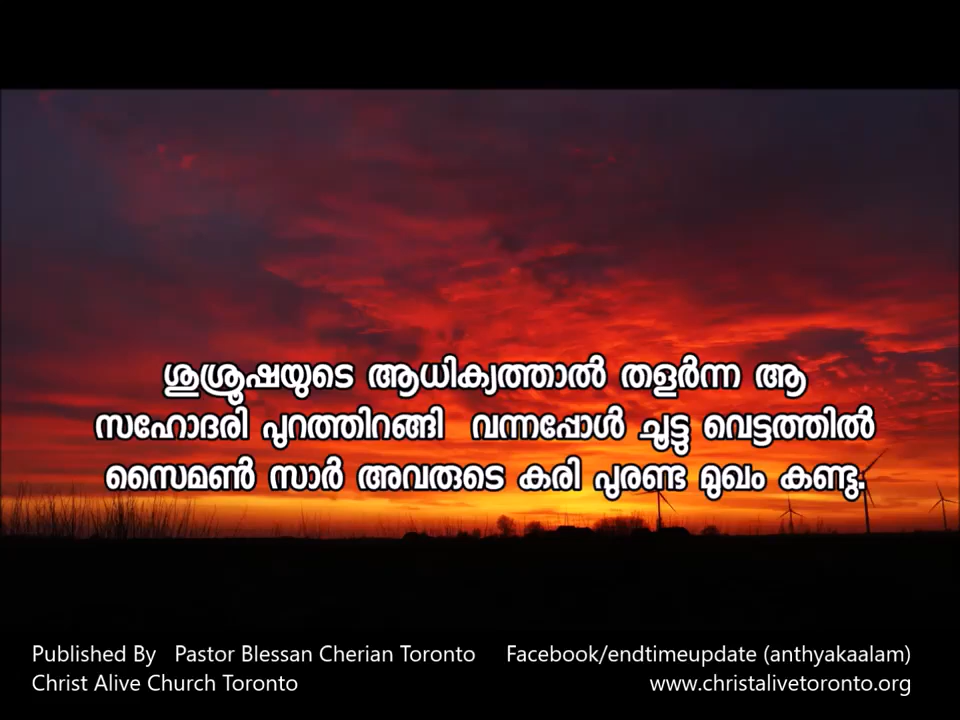 ശുശ്രൂഷയുടെ ആധിക്യത്താൽ തളർന്ന ആ
സഹോദരി പുറത്തിറങ്ങി വന്നപ്പോൾ ചൂട്ടു വെട്ടത്തിൽ
സൈമൺ സാർ അവരുടെ കരി പുരണ്ട മുഖം കണ്ടു.
Published By Pastor Blessan Cherian Toronto Facebook/endtimeupdate (anthyakaalam)
Christ Alive Church Toronto www.christalivetoronto.org